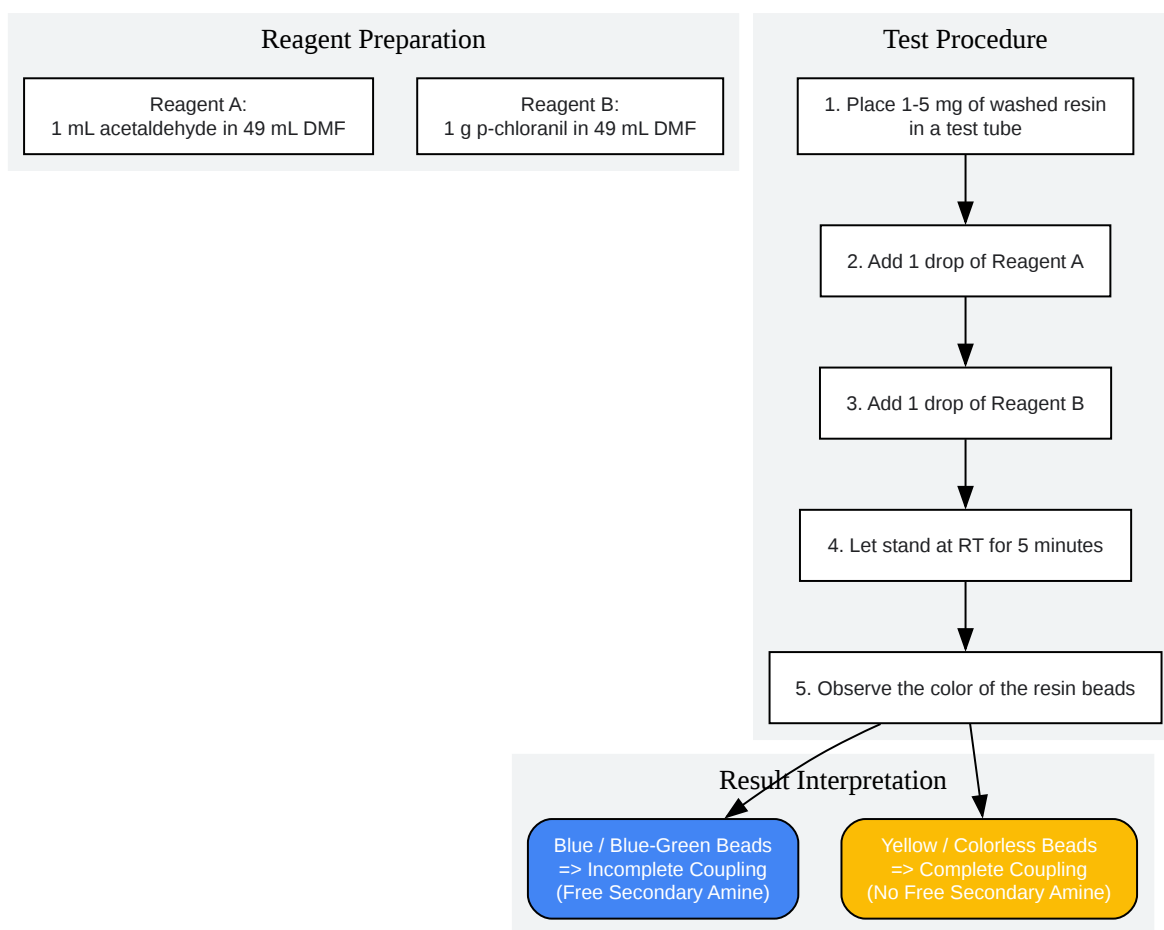 Reagent Preparation
Reagent A:
1 mL acetaldehyde in 49 mL DMF
Reagent B:
1 g p-chloranil in 49 mL DMF
Test Procedure
1. Place 1-5 mg of washed resin
in a test tube
2. Add 1 drop of Reagent A
3. Add 1 drop of Reagent B
4. Let stand at RT for 5 minutes
5. Observe the color of the resin beads
Result Interpretation
Blue / Blue-Green Beads
=> Incomplete Coupling
(Free Secondary Amine)
Yellow / Colorless Beads
=> Complete Coupling
(No Free Secondary Amine)